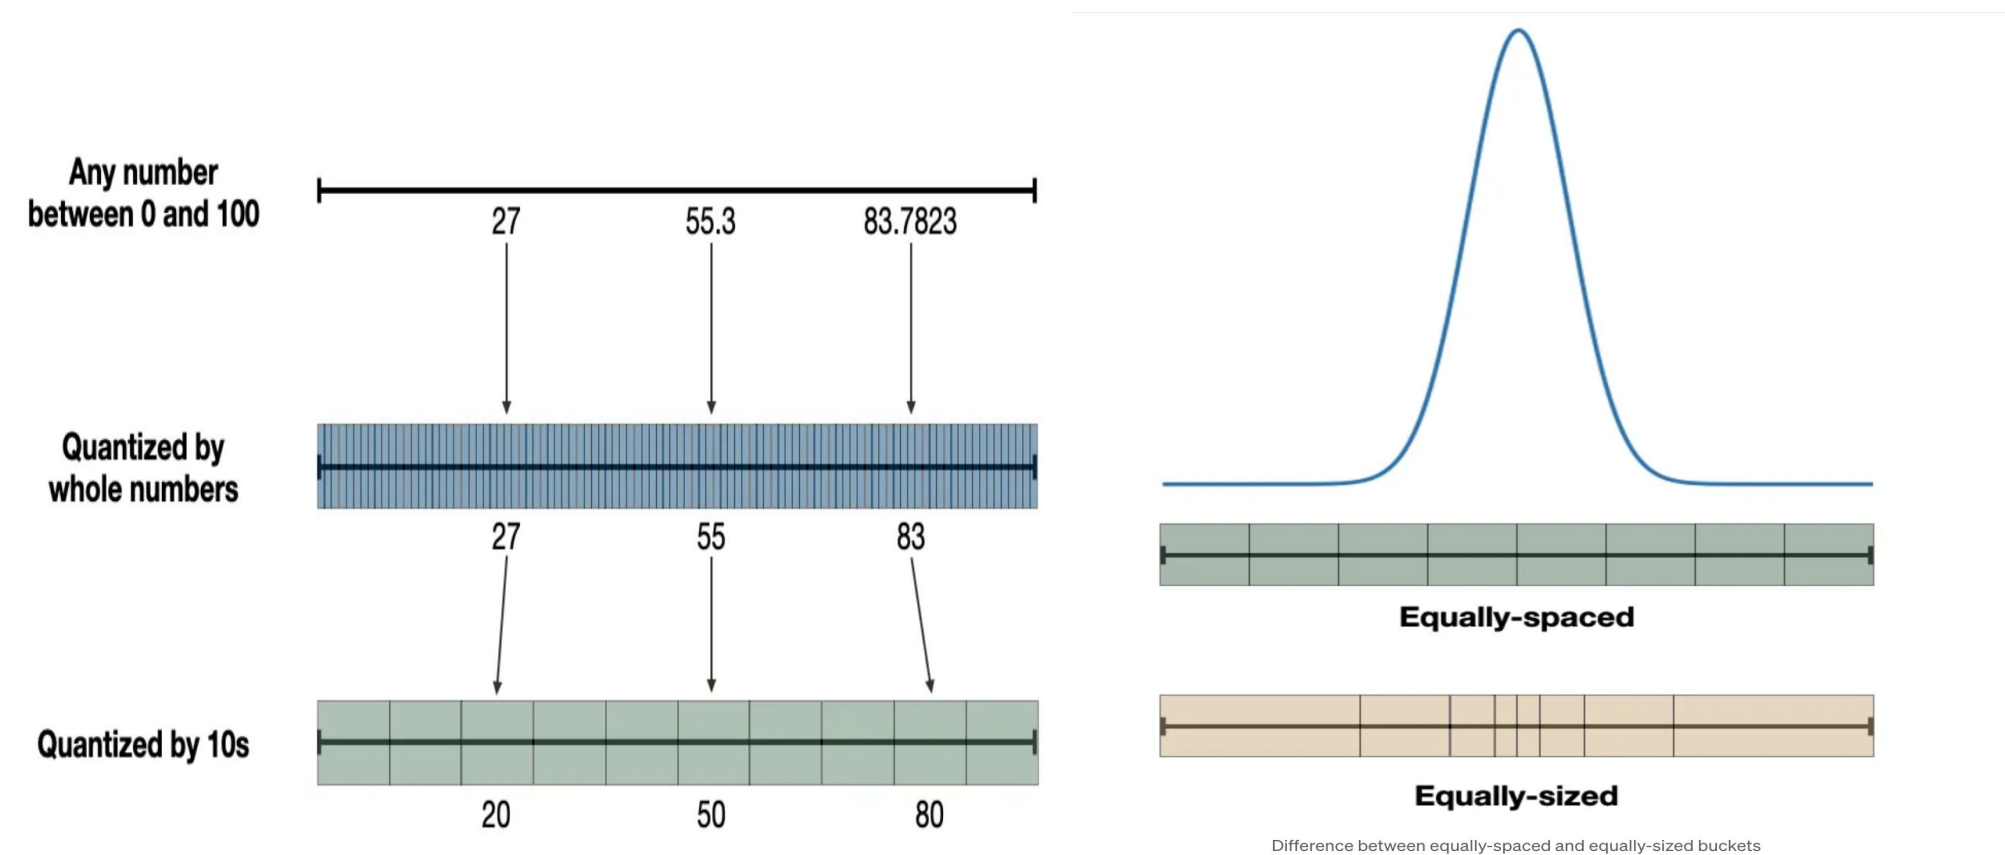 Any number
between 0 and 100
27
55.3
83.7823
Quantized by
whole numbers
27
55
83
Quantized by 10s
20
50
80
Equally-spaced
Equally-sized
Difference between equally-spaced and equally-sized buckets